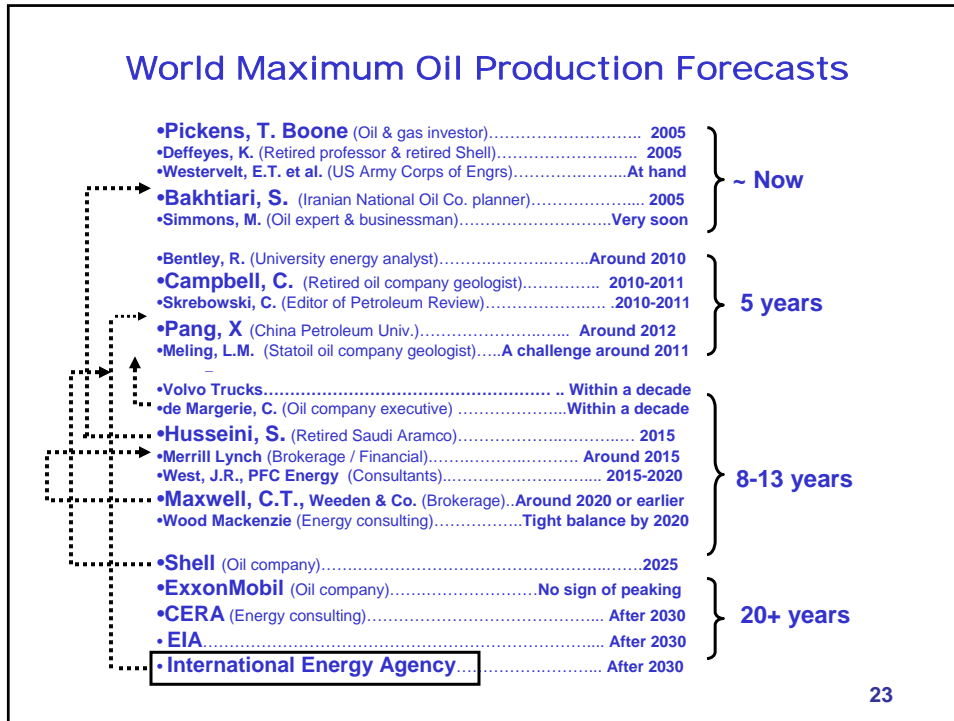 World Maximum Oil Production Forecasts
•Pickens, T. Boone (Oil & gas investor)……………………….. 2005
•Deffeyes, K. (Retired professor & retired Shell)………………….….. 2005
•Westervelt, E.T. et al. (US Army Corps of Engrs)………….……...At hand
•Bakhtiari, S. (Iranian National Oil Co. planner)……………….... 2005
•Simmons, M. (Oil expert & businessman)………………………..Very soon
~ Now
•Bentley, R. (University energy analyst)……….………..……..Around 2010
•Campbell, C. (Retired oil company geologist)..………….. 2010-2011
•Skrebowski, C. (Editor of Petroleum Review)……………..… .2010-2011
•Pang, X (China Petroleum Univ.)…………………..…... Around 2012
•Meling, L.M. (Statoil oil company geologist)…..A challenge around 2011
5 years
–
•Volvo Trucks……………………………………………… .. Within a decade
•de Margerie, C. (Oil company executive) ………………...Within a decade
•Husseini, S. (Retired Saudi Aramco)…………..………..…. 2015
•Merrill Lynch (Brokerage / Financial)…………..………… Around 2015
•West, J.R., PFC Energy (Consultants)..………………….... 2015-2020
•Maxwell, C.T., Weeden & Co. (Brokerage)..Around 2020 or earlier
•Wood Mackenzie (Energy consulting)……………..Tight balance by 2020
8-13 years
•Shell (Oil company)…….…………………………...…….2025
•ExxonMobil (Oil company)……………………No sign of peaking
•CERA (Energy consulting)………………………………... After 2030
• EIA………………………………………………………….... After 2030
• International Energy Agency……………………... After 2030
20+ years
23